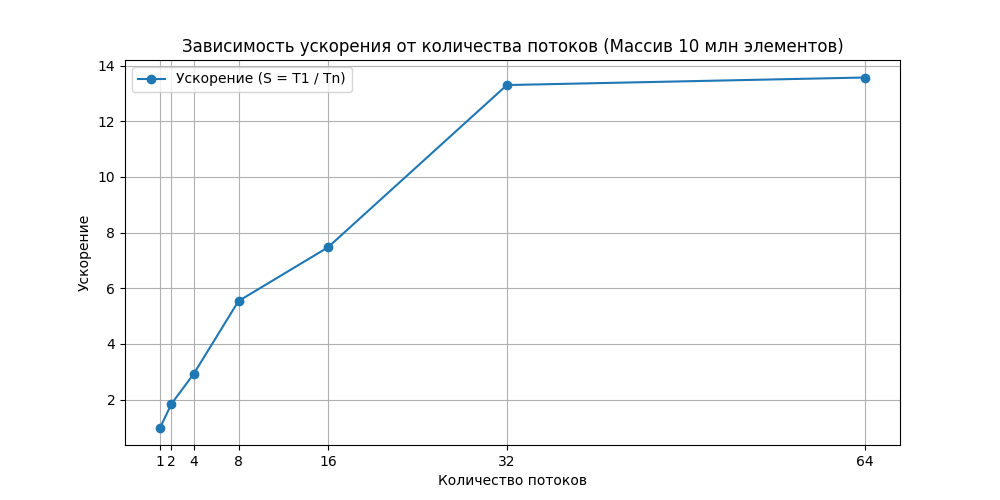 Зависимость ускорения от количества потоков (Массив 10 млн элементов)
Ускорение (S = T1 / Tn)
14
12
10
8
6
4
2
Ускорение
1 2 4 8 16 32 64
Количество потоков